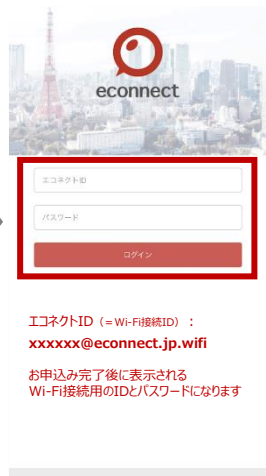 econnect
エコネクトID
パスワード
ログイン
エコネクトID（=Wi-Fi接続ID）：
xxxxxx@econnect.jp.wifi
お申込み完了後に表示される
Wi-Fi接続用のIDとパスワードになります